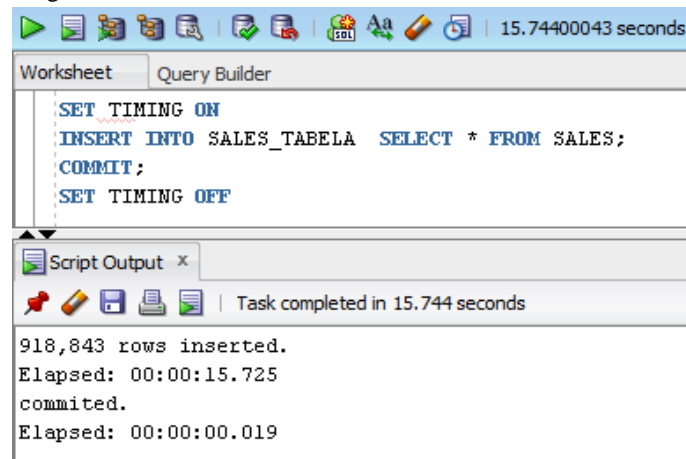 15.74400043 seconds
Worksheet Query Builder
SET TIMING ON
INSERT INTO SALES_TABELA SELECT * FROM SALES;
COMMIT;
SET TIMING OFF
Script Output x
Task completed in 15.744 seconds
918,843 rows inserted.
Elapsed: 00:00:15.725
commited.
Elapsed: 00:00:00.019